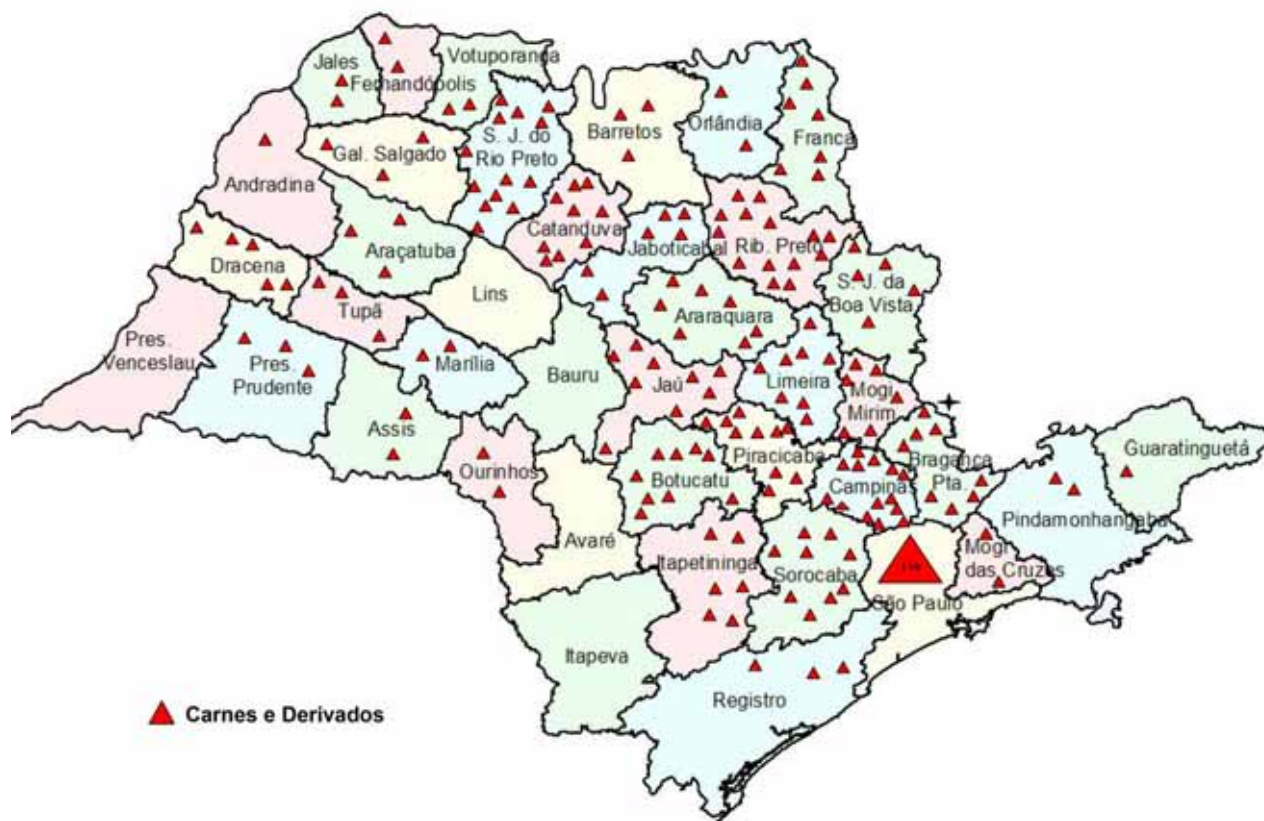 Jales
Fernandópolis
Votuporanga
S. J. do
Rio Preto
Barretos
Orlândia
Franca
Gal. Salgado
Andradina
Araçatuba
Catanduva
Jaboticabal
Rib. Preto
Dracena
Lins
S. J. da
Boa Vista
Tupã
Araraquara
Pres.
Venceslau
Pres.
Prudente
Marília
Bauru
Jaú
Limeira
Mogi
Mirim
Assis
Ourinhos
Botucatu
Piracicaba
Campinas
Bragança
Pta.
Guaratinguetá
Pindamonhangaba
Avaré
Itapetininga
Sorocaba
São Paulo
Mogi
das Cruzes
Itapeva
Registro
Carnes e Derivados